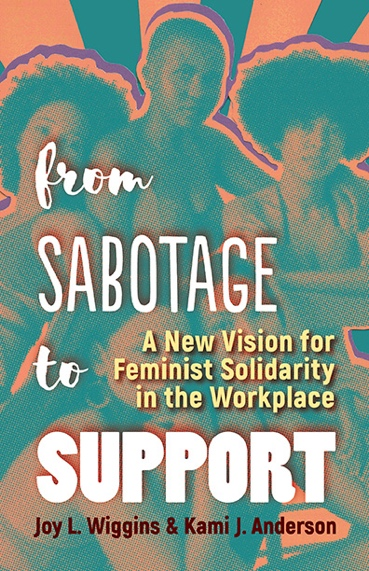 from
SABOTAGE
to
A New Vision for
Feminist Solidarity
in the Workplace
SUPPORT
Joy L. Wiggins & Kami J. Anderson